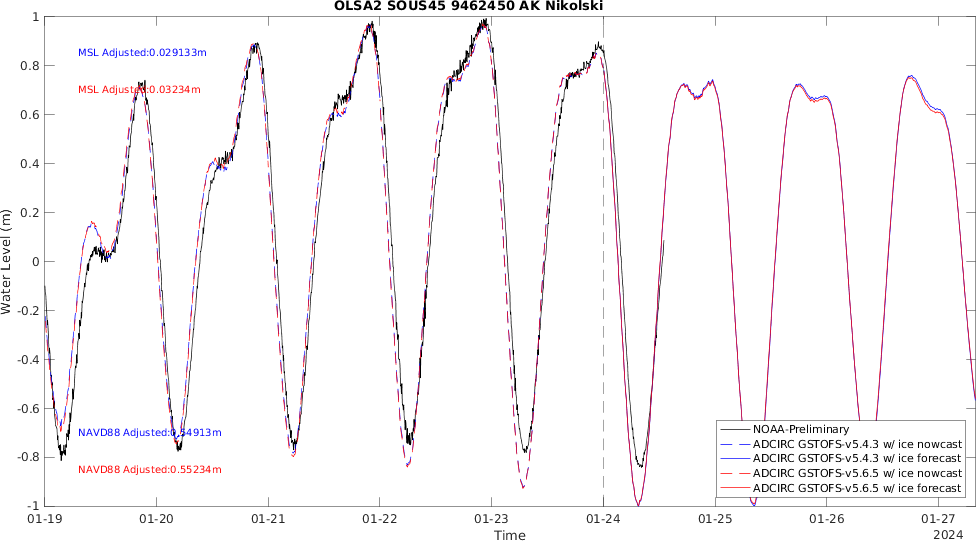 OLSA2 SOUS45 9462450 AK Nikolski
Water Level (m)
1
0.8
0.6
0.4
0.2
0
-0.2
-0.4
-0.6
-0.8
-1
MSL Adjusted:0.029133m
MSL Adjusted:0.03234m
NAVD88 Adjusted:0.54913m
NAVD88 Adjusted:0.55234m
NOAA-Preliminary
ADCIRC GSTOFS-v5.4.3 w/ ice nowcast
ADCIRC GSTOFS-v5.4.3 w/ ice forecast
ADCIRC GSTOFS-v5.6.5 w/ ice nowcast
ADCIRC GSTOFS-v5.6.5 w/ ice forecast
01-19 01-20 01-21 01-22 01-23 01-24 01-25 01-26 01-27
Time
2024